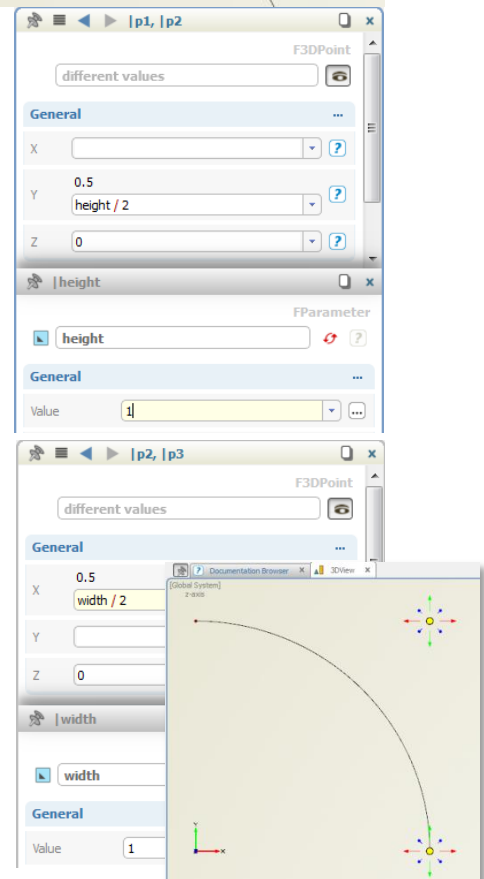 |p1, |p2
F3DPoint
different values
General ...
X ?
0.5
Y height / 2 ?
Z 0 ?
|height
FParameter
height ?
General ...
Value 1 ...
|p2, |p3
F3DPoint
different values
General ...
0.5
X width / 2
Y
Z 0
|width
width
General
Value 1
? Documentation Browser x 3DView x
[Global System]
z-axis
Y
X